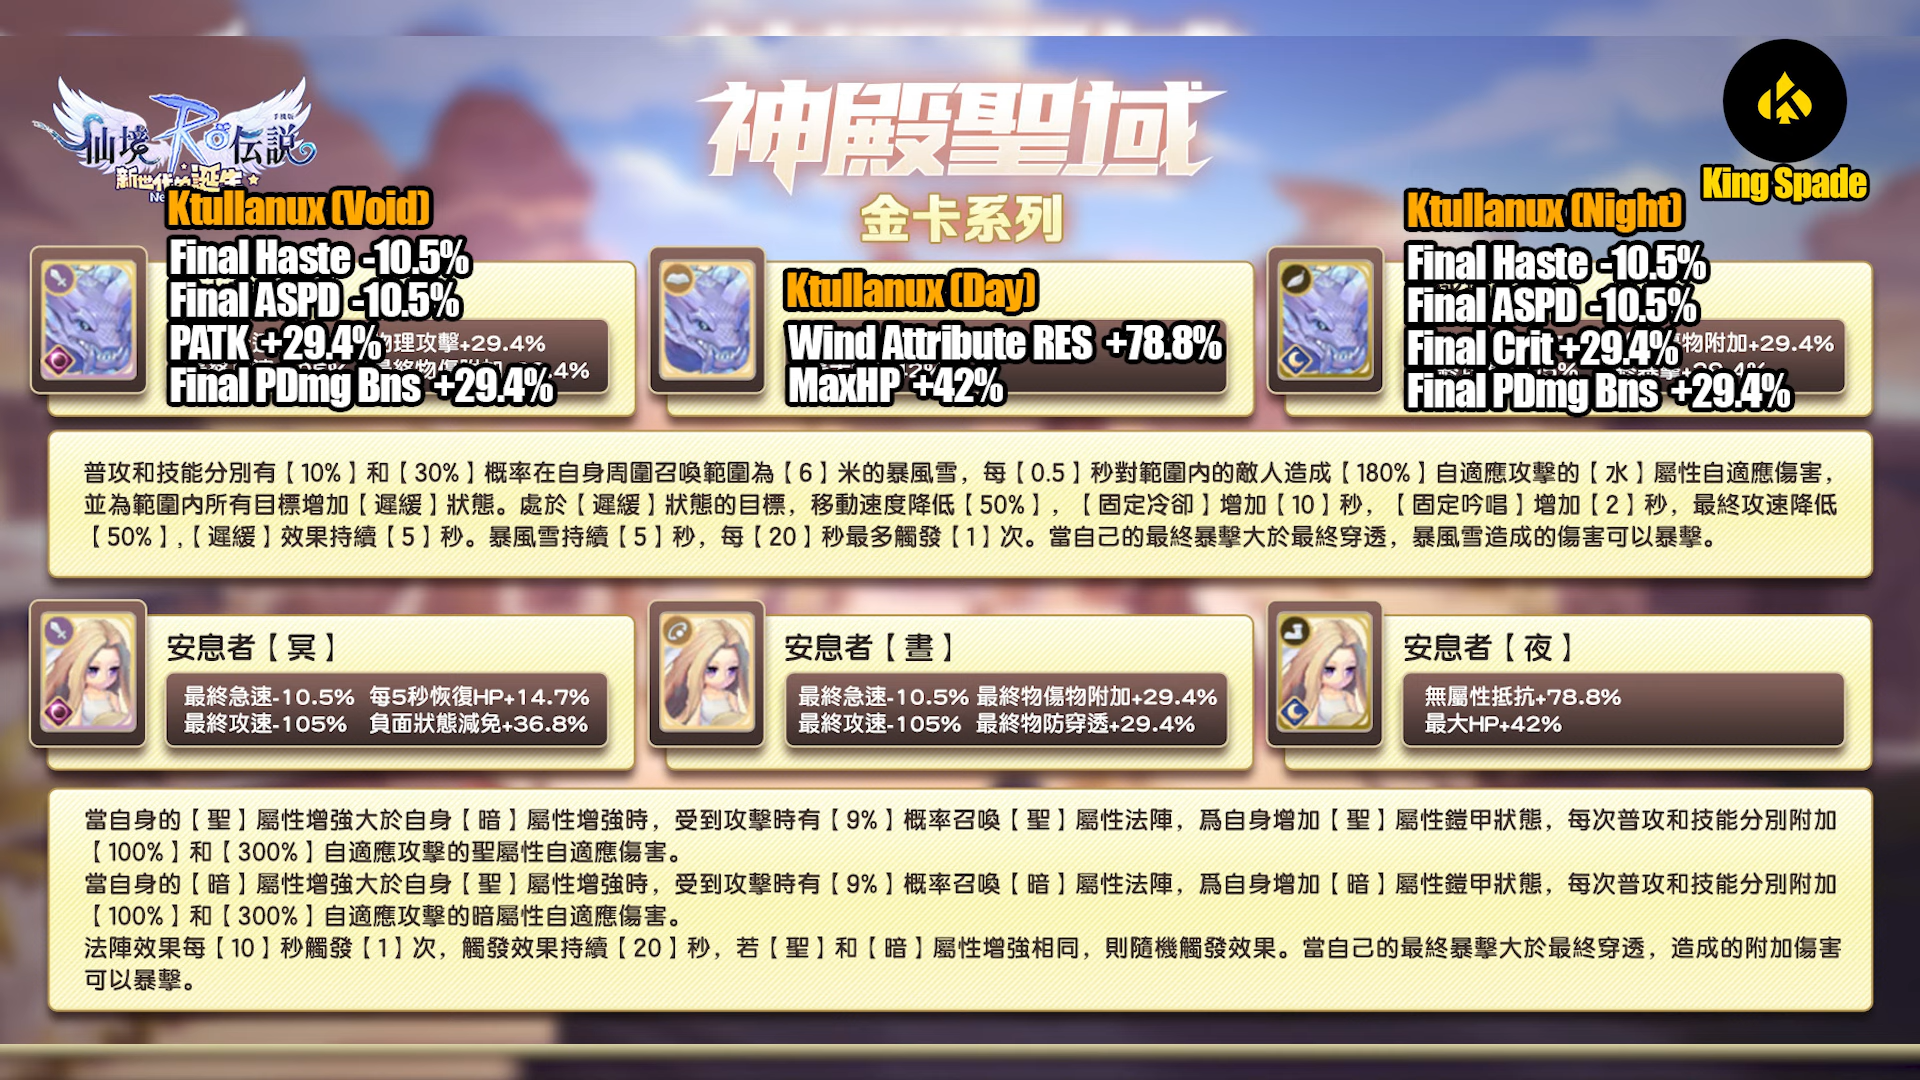 神殿聖域
仙境RO伝説
手機版
新世代的誕生
金卡系列
King Spade
Ktullanux (Void)
Final Haste -10.5%
Final ASPD -10.5%
PATK +29.4%
Final PDmg Bns +29.4%
物理攻擊+29.4%
Ktullanux (Day)
Wind Attribute RES +78.8%
MaxHP +42%
Ktullanux (Night)
Final Haste -10.5%
Final ASPD -10.5%
Final Crit +29.4%
Final PDmg Bns +29.4%
物附加+29.4%
普攻和技能分別有【10%】和【30%】概率在自身周圍召喚範圍為【6】米的暴風雪，每【0.5】秒對範圍內的敵人造成【180%】自適應攻擊的【水】屬性自適應傷害，
並為範圍內所有目標增加【遲緩】狀態。處於【遲緩】狀態的目標，移動速度降低【50%】，【固定冷卻】增加【10】秒，【固定吟唱】增加【2】秒，最終攻速降低
【50%】,【遲緩】效果持續【5】秒。暴風雪持續【5】秒，每【20】秒最多觸發【1】次。當自己的最終暴擊大於最終穿透，暴風雪造成的傷害可以暴擊。
安息者【冥】
最終急速-10.5% 每5秒恢復HP+14.7%
最終攻速-105% 負面狀態減免+36.8%
安息者【晝】
最終急速-10.5% 最終物傷物附加+29.4%
最終攻速-105% 最終物防穿透+29.4%
安息者【夜】
無屬性抵抗+78.8%
最大HP+42%
當自身的【聖】屬性增強大於自身【暗】屬性增強時，受到攻擊時有【9%】概率召喚【聖】屬性法陣，爲自身增加【聖】屬性鎧甲狀態，每次普攻和技能分別附加
【100%】和【300%】自適應攻擊的聖屬性自適應傷害。
當自身的【暗】屬性增強大於自身【聖】屬性增強時，受到攻擊時有【9%】概率召喚【暗】屬性法陣，爲自身增加【暗】屬性鎧甲狀態，每次普攻和技能分別附加
【100%】和【300%】自適應攻擊的暗屬性自適應傷害。
法陣效果每【10】秒觸發【1】次，觸發效果持續【20】秒，若【聖】和【暗】屬性增強相同，則隨機觸發效果。當自己的最終暴擊大於最終穿透，造成的附加傷害
可以暴擊。